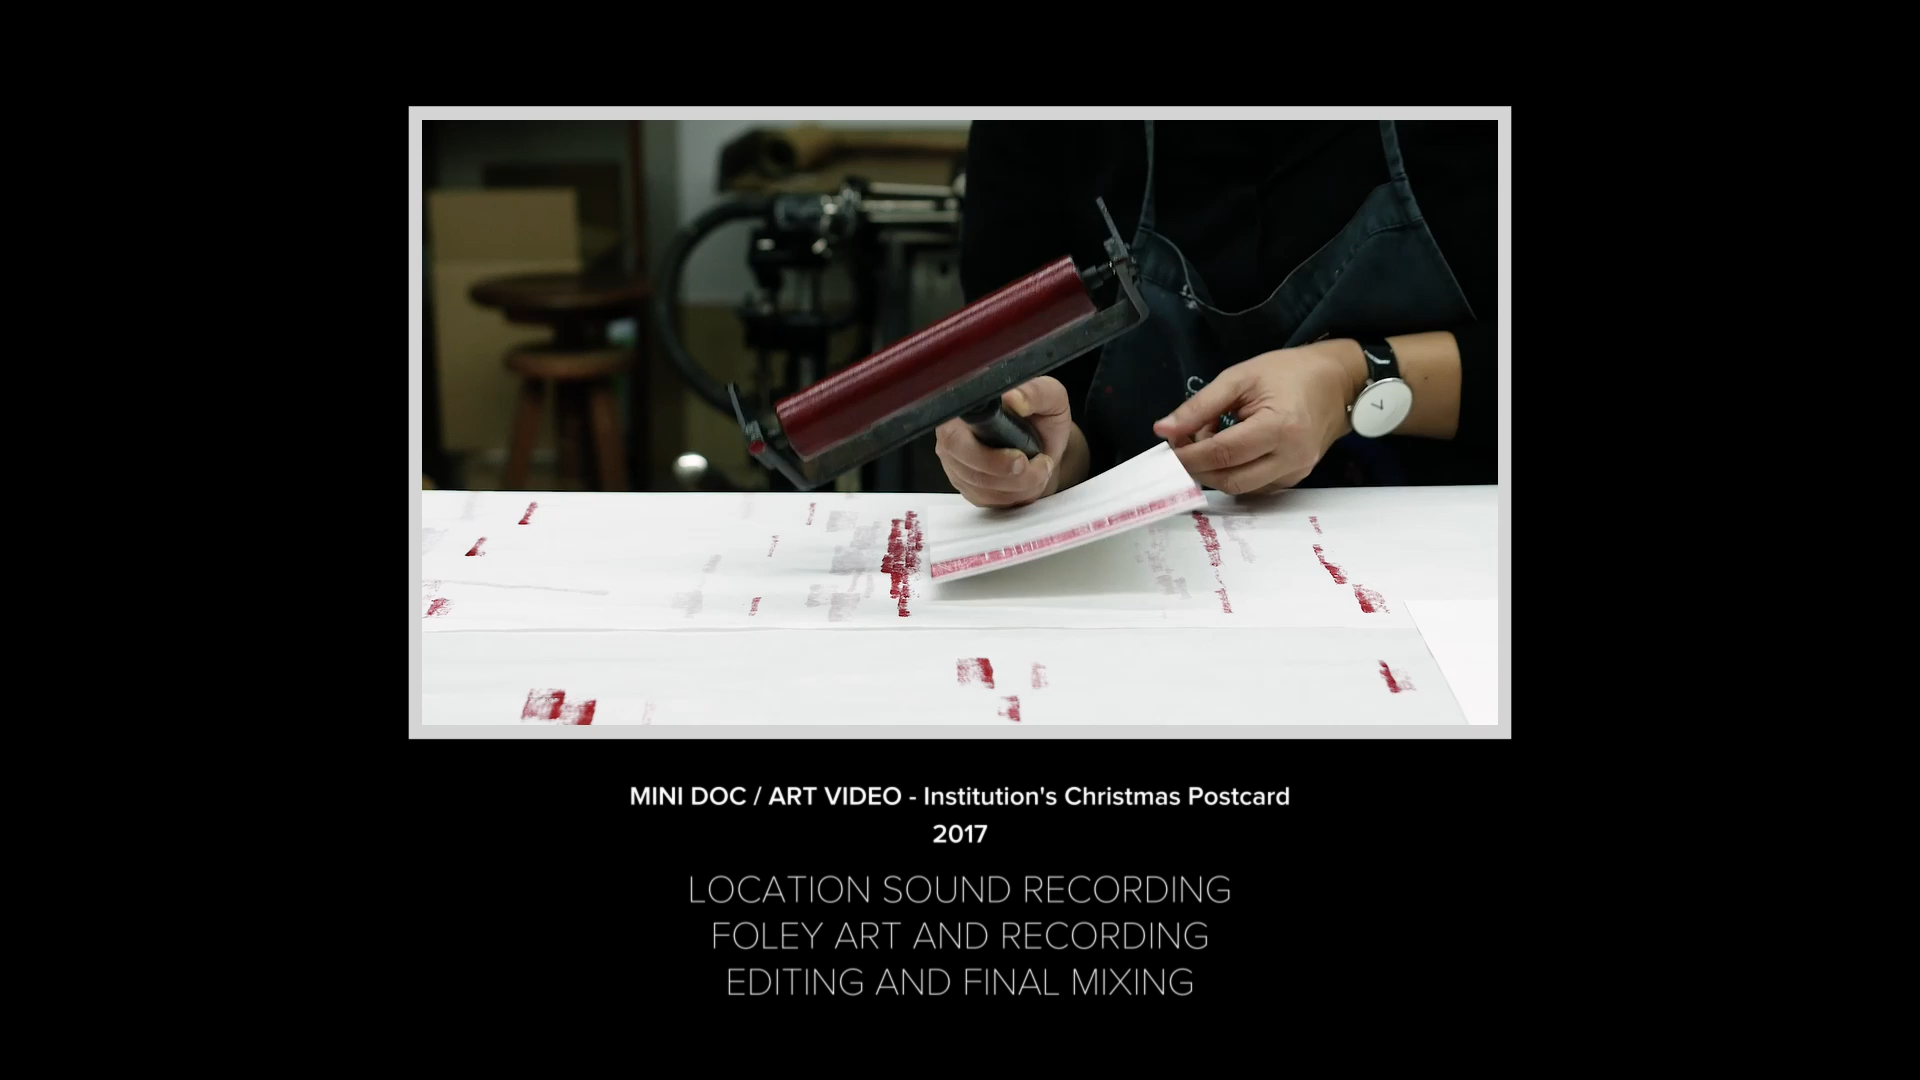 MINI DOC / ART VIDEO - Institution's Christmas Postcard
2017
LOCATION SOUND RECORDING
FOLEY ART AND RECORDING
EDITING AND FINAL MIXING